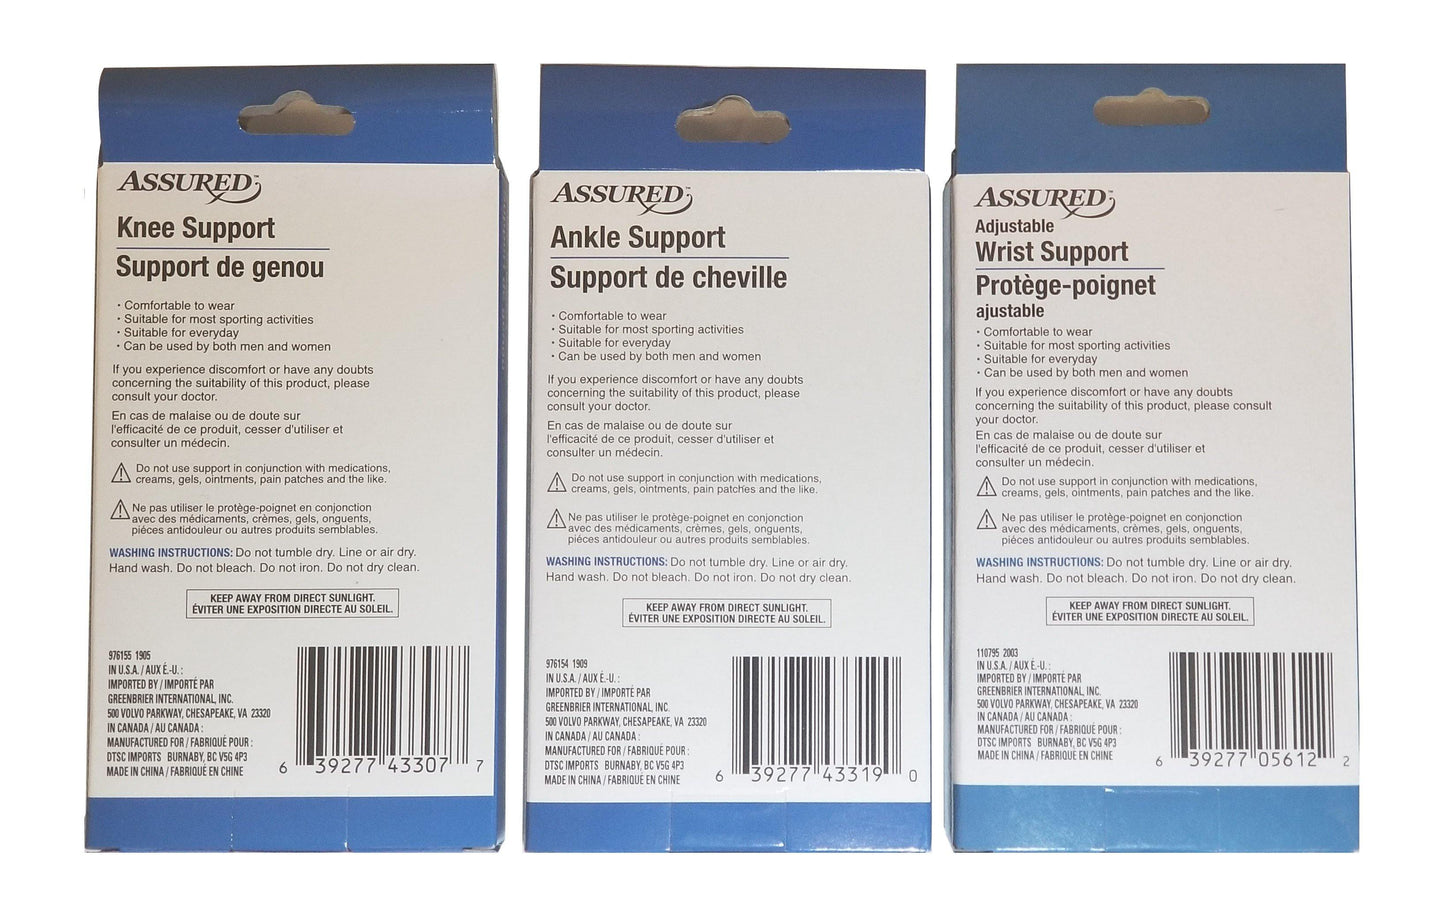 ASSURED™
Knee Support
Support de genou
• Comfortable to wear
• Suitable for most sporting activities
• Suitable for everyday
• Can be used by both men and women
If you experience discomfort or have any doubts
concerning the suitability of this product, please
consult your doctor.
En cas de malaise ou de doute sur
l'efficacité de ce produit, cesser d'utiliser et
consulter un médecin.
Do not use support in conjunction with medications,
creams, gels, ointments, pain patches and the like.
Ne pas utiliser le protège-poignet en conjonction
avec des médicaments, crèmes, gels, onguents,
piéces antidouleur ou autres produits semblables.
WASHING INSTRUCTIONS: Do not tumble dry. Line or air dry.
Hand wash. Do not bleach. Do not iron. Do not dry clean.
KEEP AWAY FROM DIRECT SUNLIGHT.
ÉVITER UNE EXPOSITION DIRECTE AU SOLEIL.
976155 1905
IN U.S.A. / AUX É.-U. :
IMPORTED BY / IMPORTÉ PAR
GREENBRIER INTERNATIONAL, INC.
500 VOLVO PARKWAY, CHESAPEAKE, VA 23320
IN CANADA / AU CANADA :
MANUFACTURED FOR / FABRIQUÉ POUR :
DTSC IMPORTS BURNABY, BC V5G 4P3
MADE IN CHINA / FABRIQUÉ EN CHINE
6 39277 43307 7
ASSURED™
Ankle Support
Support de cheville
• Comfortable to wear
• Suitable for most sporting activities
• Suitable for everyday
• Can be used by both men and women
If you experience discomfort or have any doubts
concerning the suitability of this product, please
consult your doctor.
En cas de malaise ou de doute sur
l'efficacité de ce produit, cesser d'utiliser et
consulter un médecin.
Do not use support in conjunction with medications,
creams, gels, ointments, pain patches and the like.
Ne pas utiliser le protège-poignet en conjonction
avec des médicaments, crèmes, gels, onguents,
piéces antidouleur ou autres produits semblables.
WASHING INSTRUCTIONS: Do not tumble dry. Line or air dry.
Hand wash. Do not bleach. Do not iron. Do not dry clean.
KEEP AWAY FROM DIRECT SUNLIGHT.
ÉVITER UNE EXPOSITION DIRECTE AU SOLEIL.
976154 1909
IN U.S.A. / AUX É.-U. :
IMPORTED BY / IMPORTÉ PAR
GREENBRIER INTERNATIONAL, INC.
500 VOLVO PARKWAY, CHESAPEAKE, VA 23320
IN CANADA / AU CANADA :
MANUFACTURED FOR / FABRIQUÉ POUR :
DTSC IMPORTS BURNABY, BC V5G 4P3
MADE IN CHINA / FABRIQUÉ EN CHINE
6 39277 43319 0
ASSURED™
Adjustable
Wrist Support
Protège-poignet
ajustable
• Comfortable to wear
• Suitable for most sporting activities
• Suitable for everyday
• Can be used by both men and women
If you experience discomfort or have any doubts
concerning the suitability of this product, please consult
your doctor.
En cas de malaise ou de doute sur
l'efficacité de ce produit, cesser d'utiliser et
consulter un médecin.
Do not use support in conjunction with medications,
creams, gels, ointments, pain patches and the like.
Ne pas utiliser le protège-poignet en conjonction
avec des médicaments, crèmes, gels, onguents,
piéces antidouleur ou autres produits semblables.
WASHING INSTRUCTIONS: Do not tumble dry. Line or air dry.
Hand wash. Do not bleach. Do not iron. Do not dry clean.
KEEP AWAY FROM DIRECT SUNLIGHT.
ÉVITER UNE EXPOSITION DIRECTE AU SOLEIL.
110795 2003
IN U.S.A. / AUX É.-U. :
IMPORTED BY / IMPORTÉ PAR
GREENBRIER INTERNATIONAL, INC.
500 VOLVO PARKWAY, CHESAPEAKE, VA 23320
IN CANADA / AU CANADA :
MANUFACTURED FOR / FABRIQUÉ POUR :
DTSC IMPORTS BURNABY, BC V5G 4P3
MADE IN CHINA / FABRIQUÉ EN CHINE
6 39277 05612 2